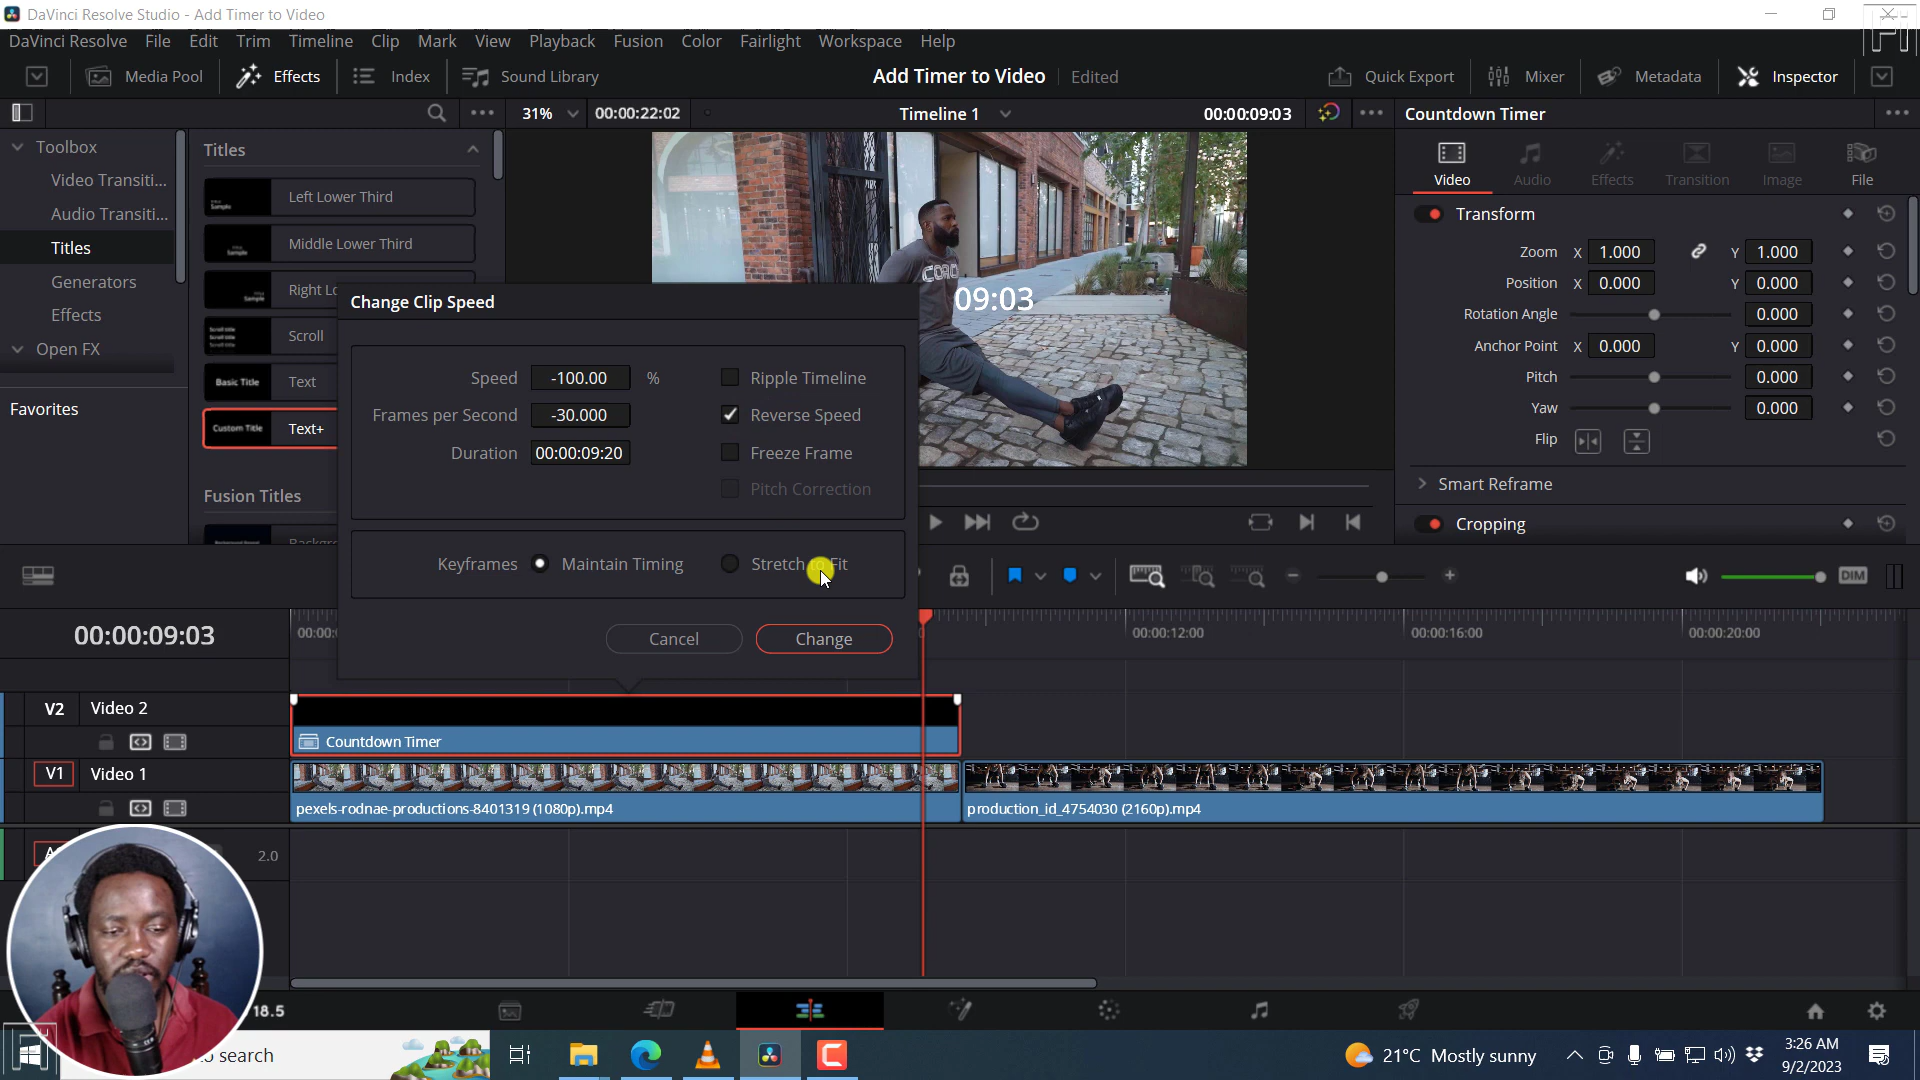 DaVinci Resolve Studio - Add Timer to Video
DaVinci Resolve File Edit Trim Timeline Clip Mark View Playback Fusion Color Fairlight Workspace Help
Media Pool Effects Index Sound Library Add Timer to Video Edited Quick Export Mixer Metadata Inspector
31% 00:00:22:02 Timeline 1 00:00:09:03 Countdown Timer
Toolbox
Video Transiti...
Audio Transiti...
Titles
Generators
Effects
Open FX
Favorites
Titles
Left Lower Third
Middle Lower Third
Scroll
Basic Title Text
Custom Title Text+
Fusion Titles
09:03
Change Clip Speed
Speed -100.00 % Ripple Timeline
Frames per Second -30.000 Reverse Speed
Duration 00:00:09:20 Freeze Frame
Pitch Correction
Keyframes Maintain Timing Stretch to Fit
Cancel Change
Video Audio Effects Transition Image File
Transform
Zoom X 1.000 Y 1.000
Position X 0.000 Y 0.000
Rotation Angle 0.000
Anchor Point X 0.000 Y 0.000
Pitch 0.000
Yaw 0.000
Flip
Smart Reframe
Cropping
DIM
00:00:09:03
00:00:12:00 00:00:16:00 00:00:20:00
V2 Video 2
Countdown Timer
V1 Video 1
pexels-rodnae-productions-8401319 (1080p).mp4 production_id_4754030 (2160p).mp4
2.0
18.5
search
21°C Mostly sunny
3:26 AM
9/2/2023